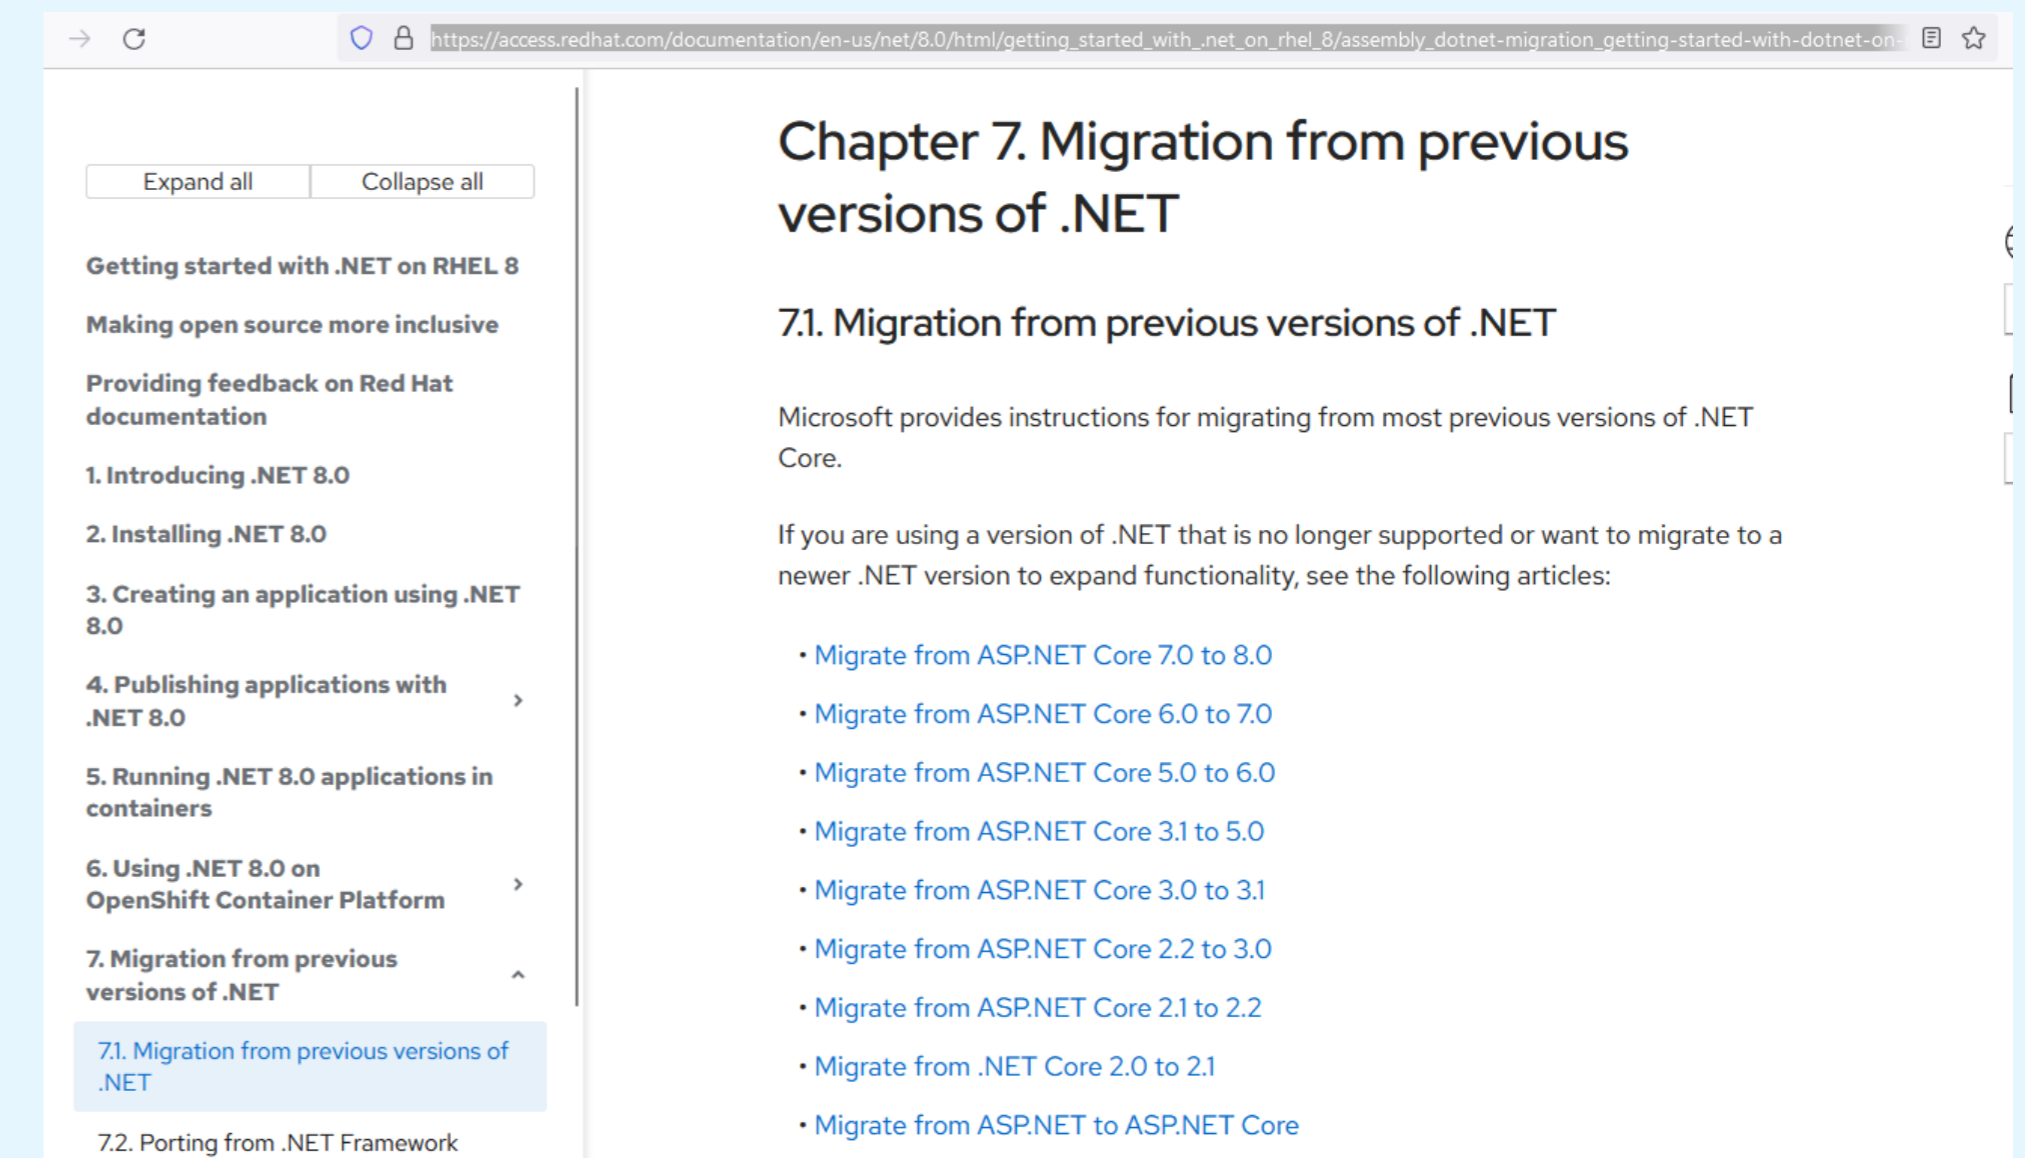 https://access.redhat.com/documentation/en-us/net/8.0/html/getting_started_with_.net_on_rhel_8/assembly_dotnet-migration_getting-started-with-dotnet-on-
Expand all
Collapse all
Getting started with .NET on RHEL 8
Making open source more inclusive
Providing feedback on Red Hat
documentation
1. Introducing .NET 8.0
2. Installing .NET 8.0
3. Creating an application using .NET
8.0
4. Publishing applications with
.NET 8.0
5. Running .NET 8.0 applications in
containers
6. Using .NET 8.0 on
OpenShift Container Platform
7. Migration from previous
versions of .NET
7.1. Migration from previous versions of
.NET
7.2. Porting from .NET Framework
Chapter 7. Migration from previous
versions of .NET
7.1. Migration from previous versions of .NET
Microsoft provides instructions for migrating from most previous versions of .NET
Core.
If you are using a version of .NET that is no longer supported or want to migrate to a
newer .NET version to expand functionality, see the following articles:
• Migrate from ASP.NET Core 7.0 to 8.0
• Migrate from ASP.NET Core 6.0 to 7.0
• Migrate from ASP.NET Core 5.0 to 6.0
• Migrate from ASP.NET Core 3.1 to 5.0
• Migrate from ASP.NET Core 3.0 to 3.1
• Migrate from ASP.NET Core 2.2 to 3.0
• Migrate from ASP.NET Core 2.1 to 2.2
• Migrate from .NET Core 2.0 to 2.1
• Migrate from ASP.NET to ASP.NET Core